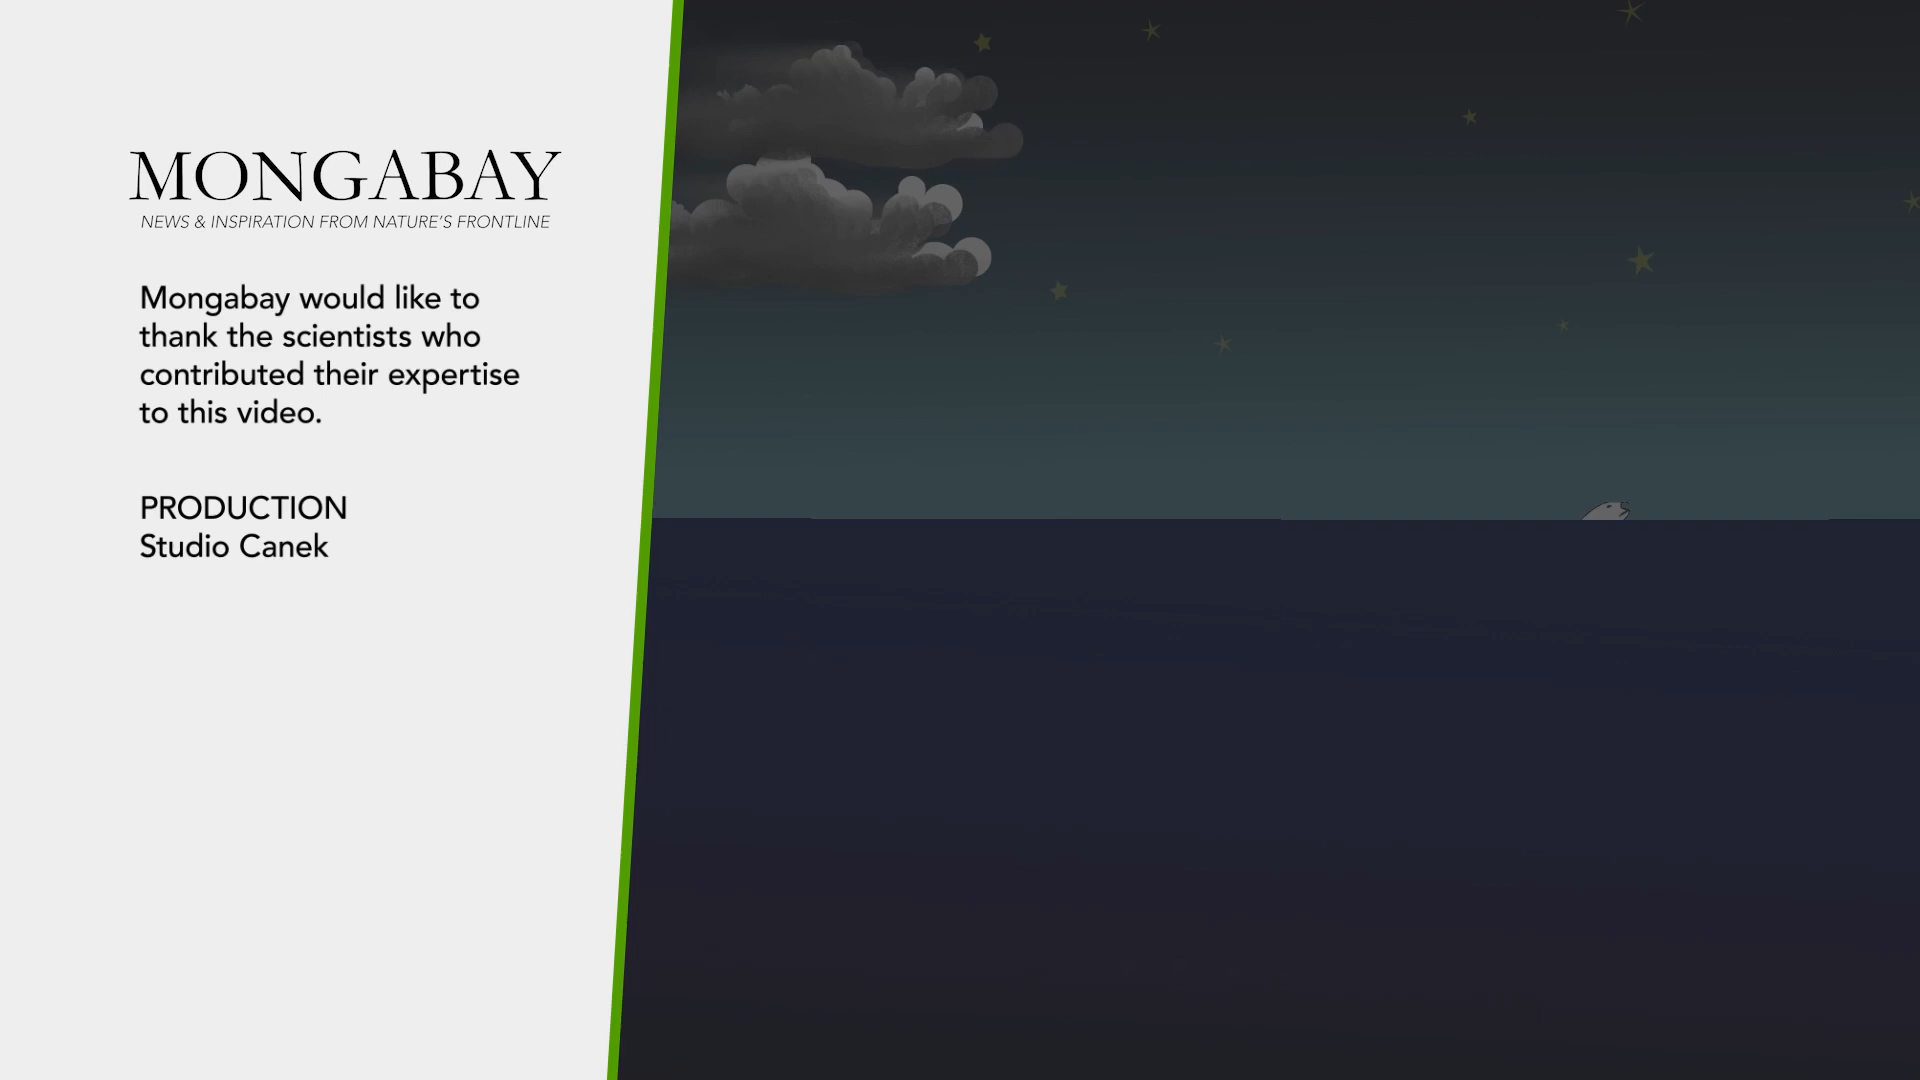 MONGABAY
NEWS & INSPIRATION FROM NATURE'S FRONTLINE
Mongabay would like to
thank the scientists who
contributed their expertise
to this video.
PRODUCTION
Studio Canek